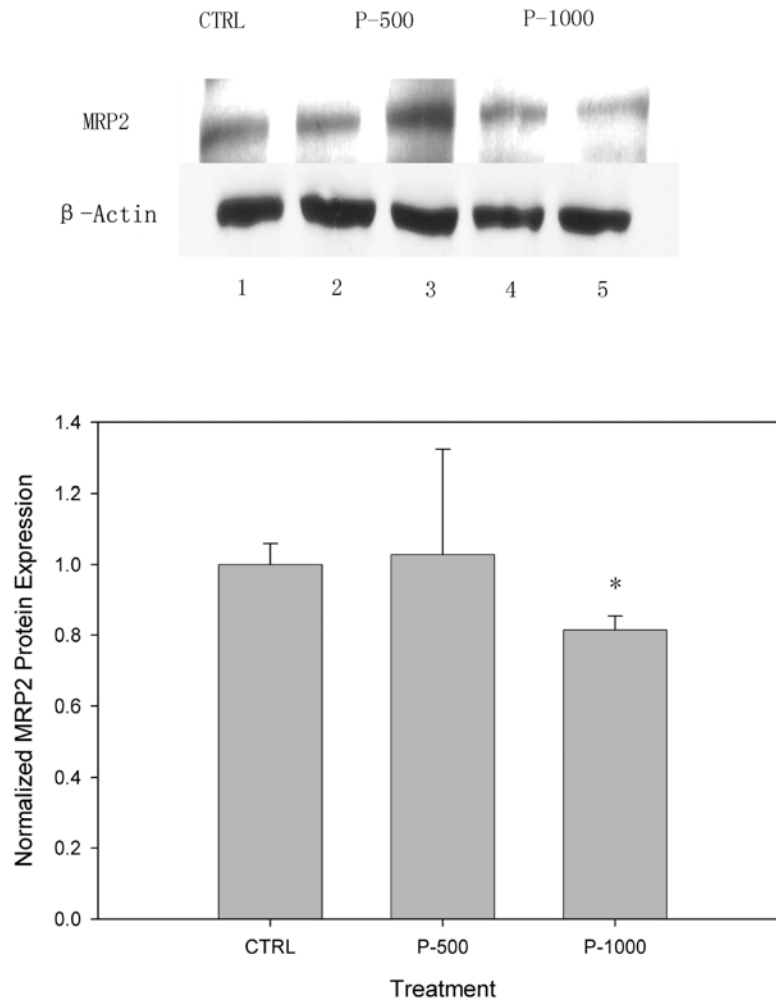 CTRL P-500 P-1000
MRP2
β-Actin
1 2 3 4 5
1.4
1.2
1.0
0.8
0.6
0.4
0.2
0.0
Normalized MRP2 Protein Expression
*
CTRL P-500 P-1000
Treatment